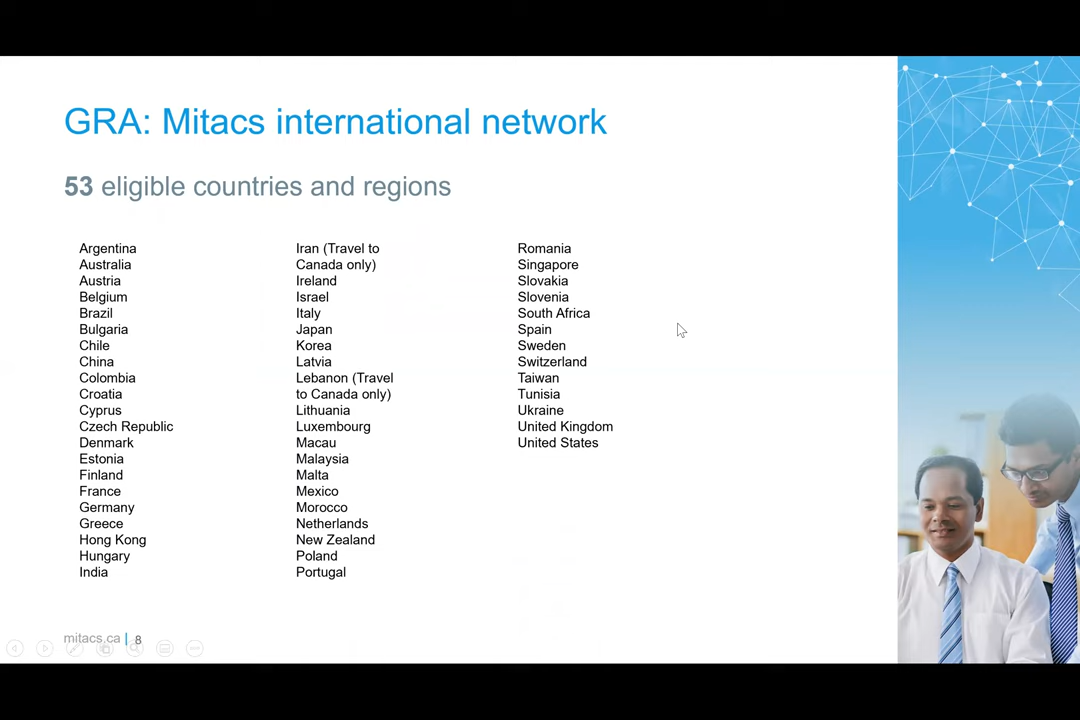 GRA: Mitacs international network
53 eligible countries and regions
Argentina
Australia
Austria
Belgium
Brazil
Bulgaria
Chile
China
Colombia
Croatia
Cyprus
Czech Republic
Denmark
Estonia
Finland
France
Germany
Greece
Hong Kong
Hungary
India
Iran (Travel to
Canada only)
Ireland
Israel
Italy
Japan
Korea
Latvia
Lebanon (Travel
to Canada only)
Lithuania
Luxembourg
Macau
Malaysia
Malta
Mexico
Morocco
Netherlands
New Zealand
Poland
Portugal
Romania
Singapore
Slovakia
Slovenia
South Africa
Spain
Sweden
Switzerland
Taiwan
Tunisia
Ukraine
United Kingdom
United States
mitacs.ca | 8